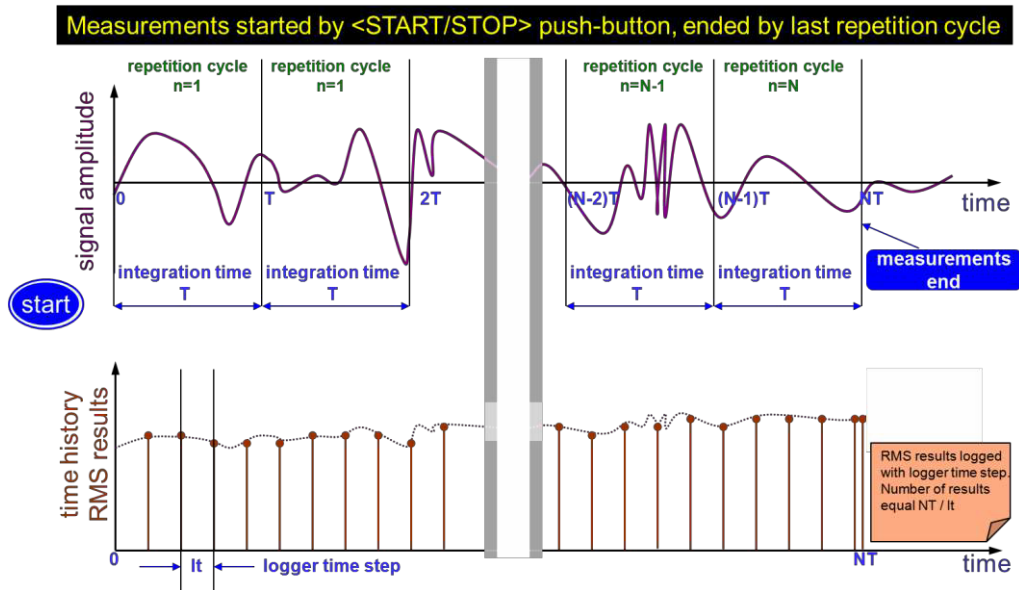 Measurements started by <START/STOP> push-button, ended by last repetition cycle
repetition cycle
n=1
repetition cycle
n=1
repetition cycle
n=N-1
repetition cycle
n=N
signal amplitude
0
T
2T
(N-2)T
(N-1)T
NT
time
integration time
T
integration time
T
integration time
T
integration time
T
measurements
end
start
time history
RMS results
RMS results logged
with logger time step.
Number of results
equal NT / lt
0
NT
time
lt
logger time step